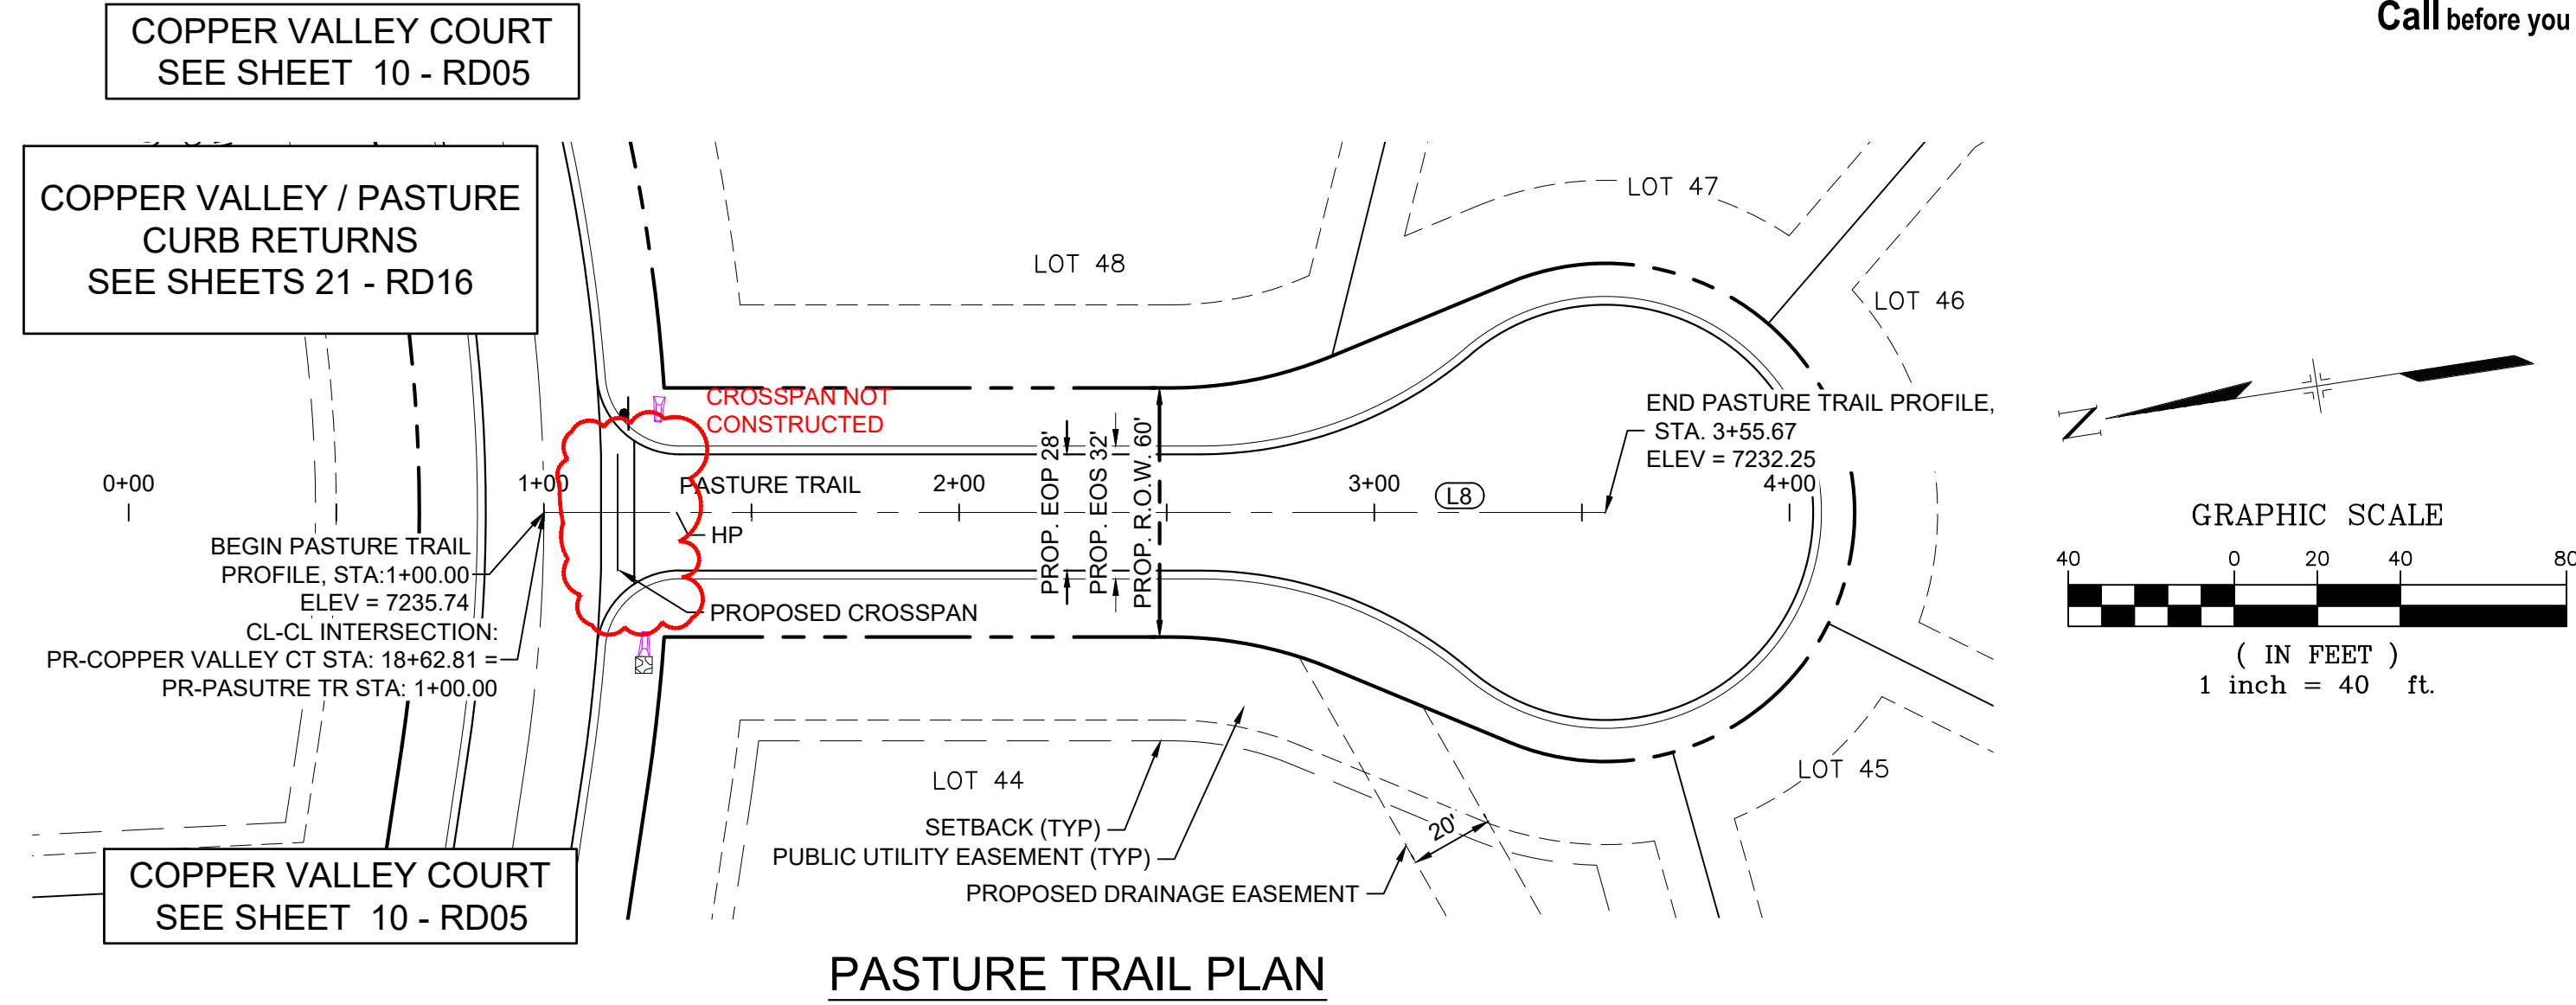 Call before you
COPPER VALLEY COURT
SEE SHEET 10 - RD05
COPPER VALLEY / PASTURE
CURB RETURNS
SEE SHEETS 21 - RD16
LOT 47
LOT 48
LOT 46
CROSSPAN NOT
CONSTRUCTED
END PASTURE TRAIL PROFILE,
STA. 3+55.67
ELEV = 7232.25
0+00
1+00
PASTURE TRAIL
2+00
PROP. EOP 28'
PROP. EOS 32'
PROP. R.O.W. 60'
3+00
L8
4+00
HP
BEGIN PASTURE TRAIL
PROFILE, STA:1+00.00
ELEV = 7235.74
CL-CL INTERSECTION:
PR-COPPER VALLEY CT STA: 18+62.81 =
PR-PASUTRE TR STA: 1+00.00
PROPOSED CROSSPAN
N
GRAPHIC SCALE
40 0 20 40 80
( IN FEET )
1 inch = 40 ft.
LOT 44
LOT 45
SETBACK (TYP)
PUBLIC UTILITY EASEMENT (TYP)
20'
PROPOSED DRAINAGE EASEMENT
COPPER VALLEY COURT
SEE SHEET 10 - RD05
PASTURE TRAIL PLAN